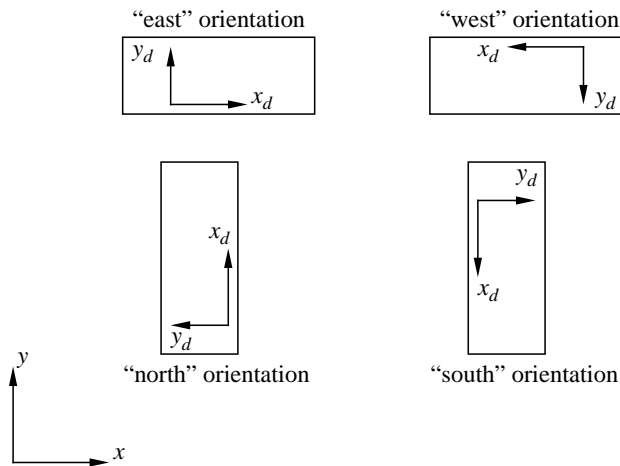 “east” orientation
“west” orientation
y_d
x_d
x_d
y_d
x_d
y_d
y_d
x_d
“north” orientation
“south” orientation
y
x